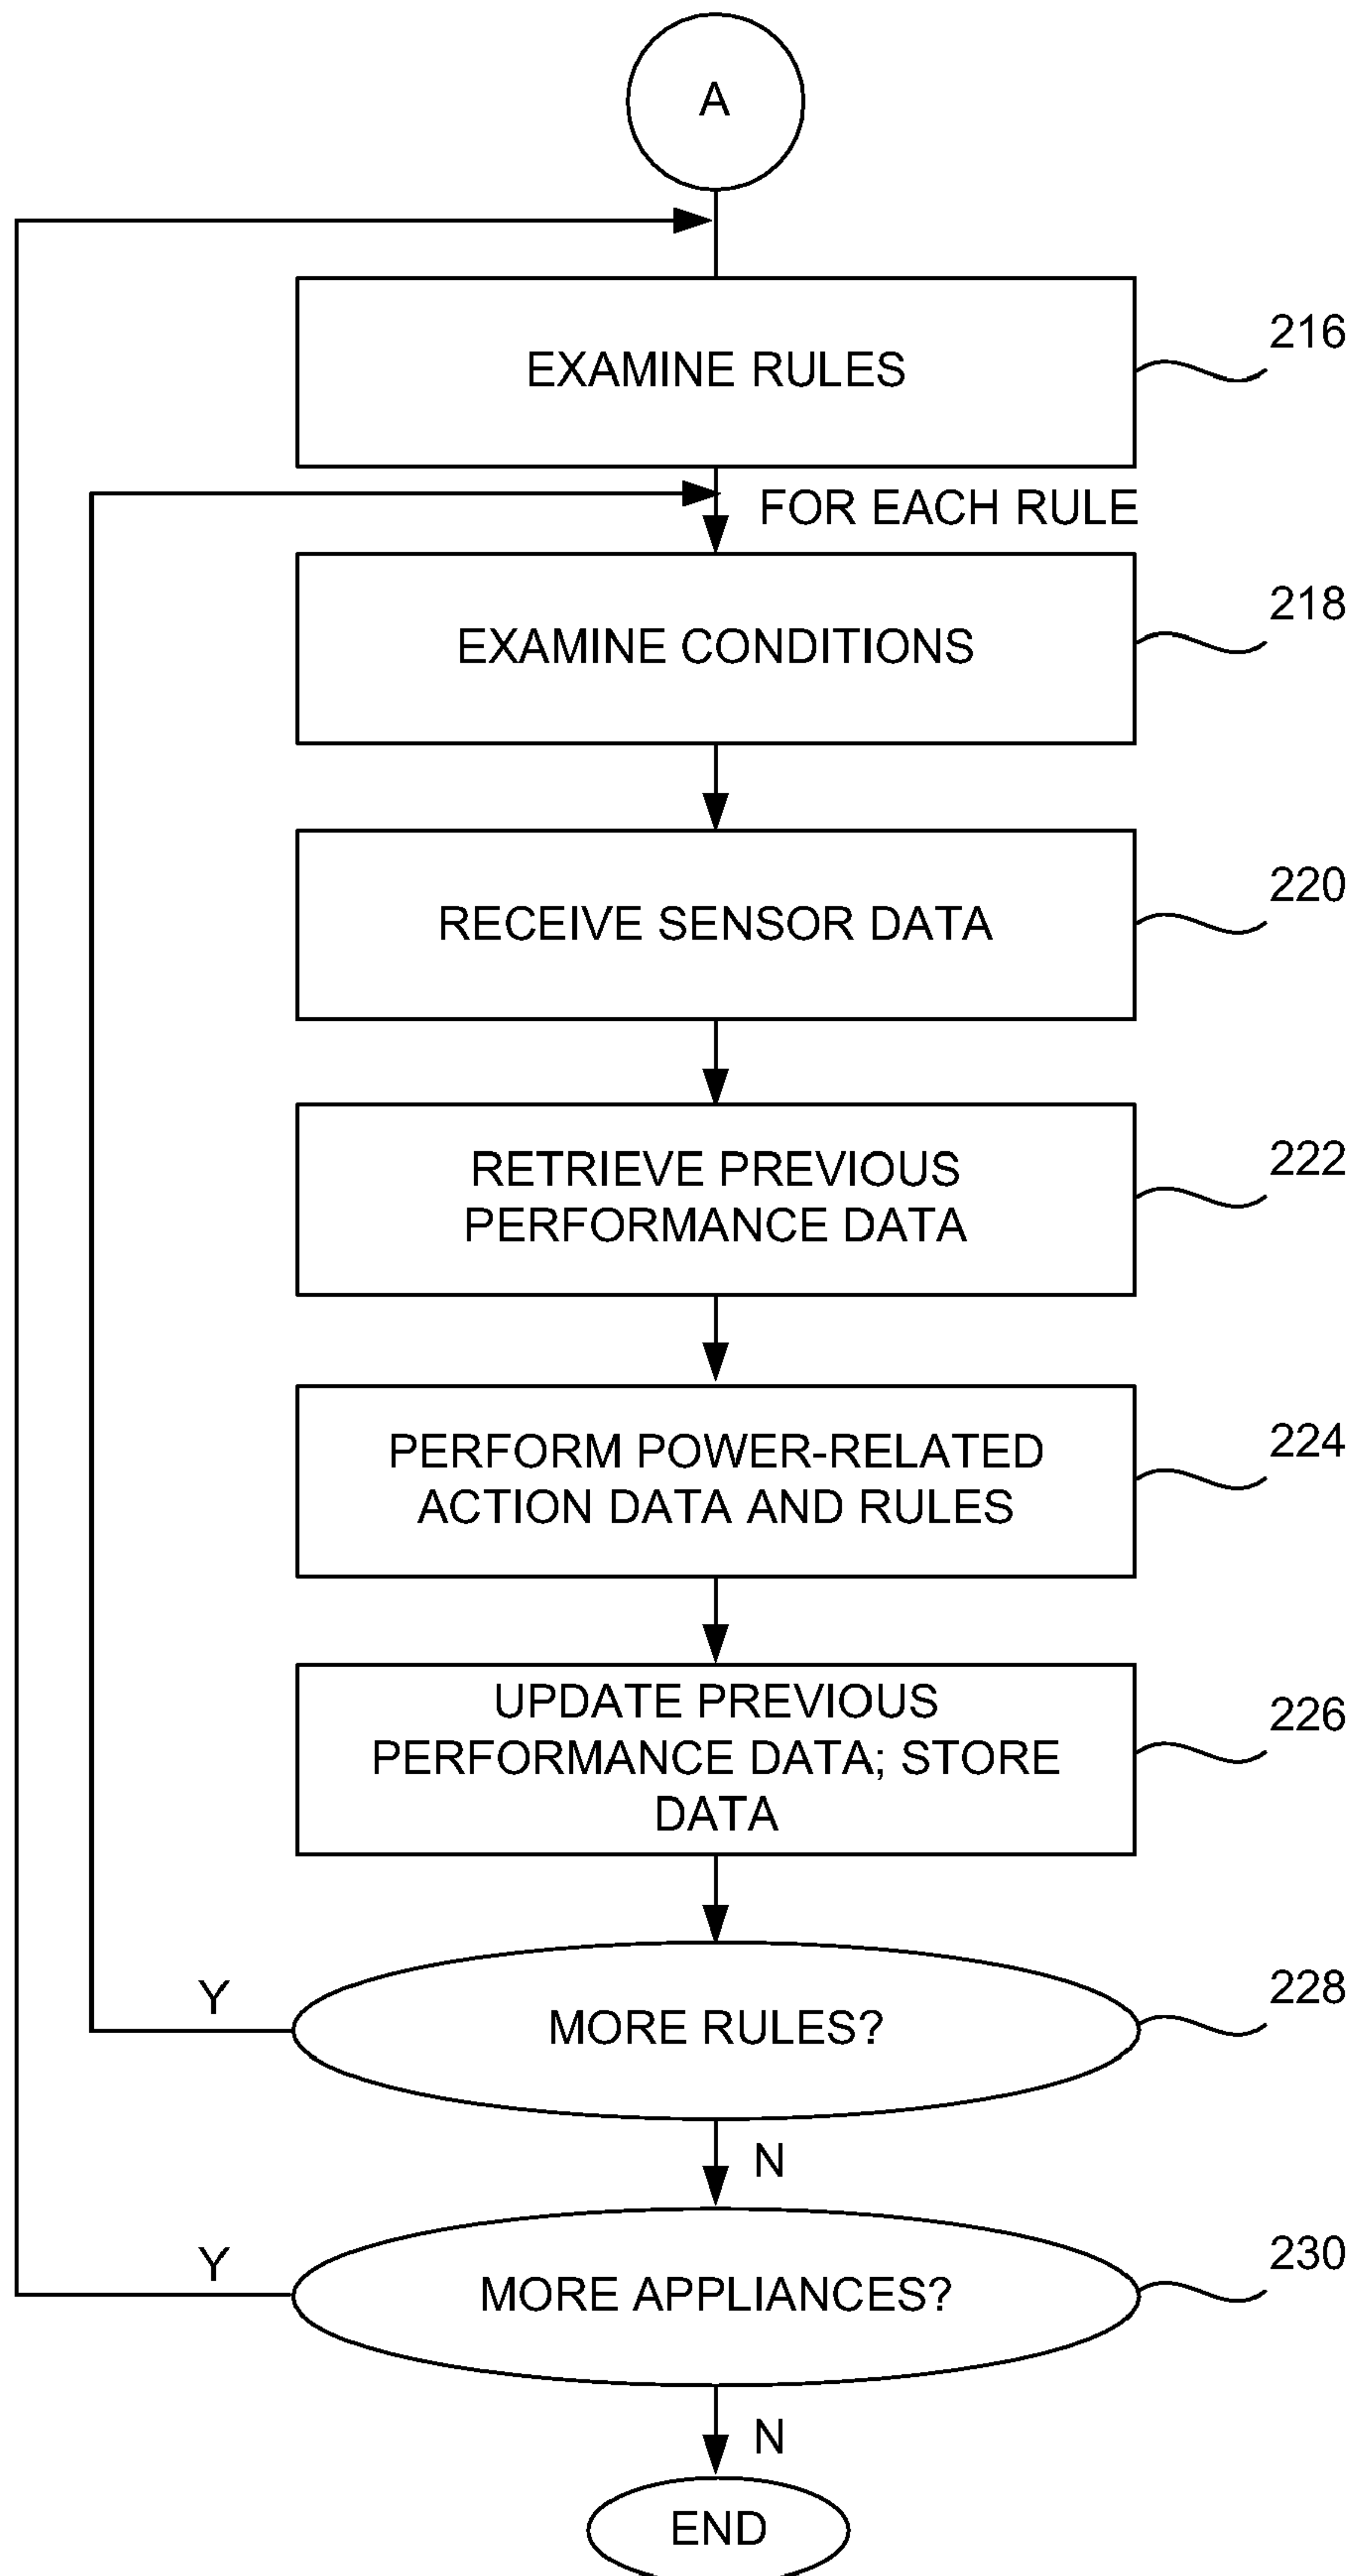 A
EXAMINE RULES
216
FOR EACH RULE
EXAMINE CONDITIONS
218
RECEIVE SENSOR DATA
220
RETRIEVE PREVIOUS
PERFORMANCE DATA
222
PERFORM POWER-RELATED
ACTION DATA AND RULES
224
UPDATE PREVIOUS
PERFORMANCE DATA; STORE
DATA
226
Y
MORE RULES?
228
N
Y
MORE APPLIANCES?
230
N
END